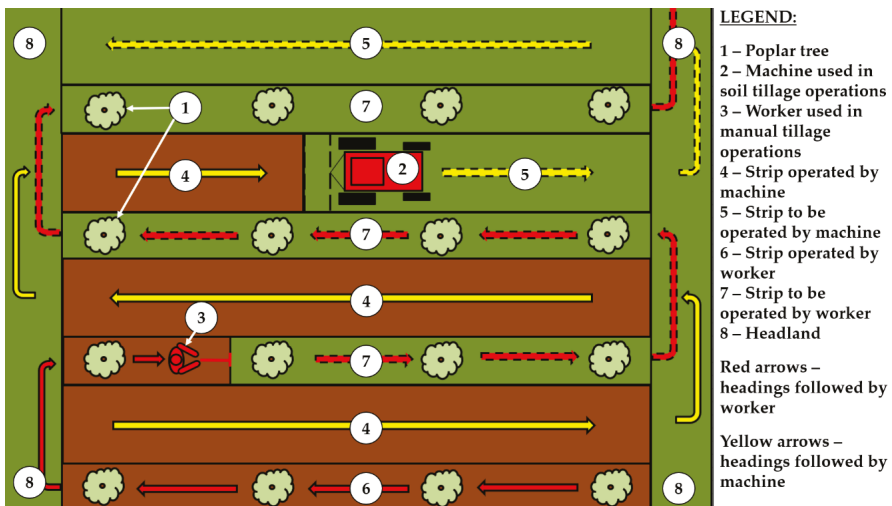 8
5
8
1
7
4
2
5
7
4
3
7
4
8
6
8
LEGEND:
1 – Poplar tree
2 – Machine used in
soil tillage operations
3 – Worker used in
manual tillage
operations
4 – Strip operated by
machine
5 – Strip to be
operated by machine
6 – Strip operated by
worker
7 – Strip to be
operated by worker
8 – Headland
Red arrows –
headings followed by
worker
Yellow arrows –
headings followed by
machine